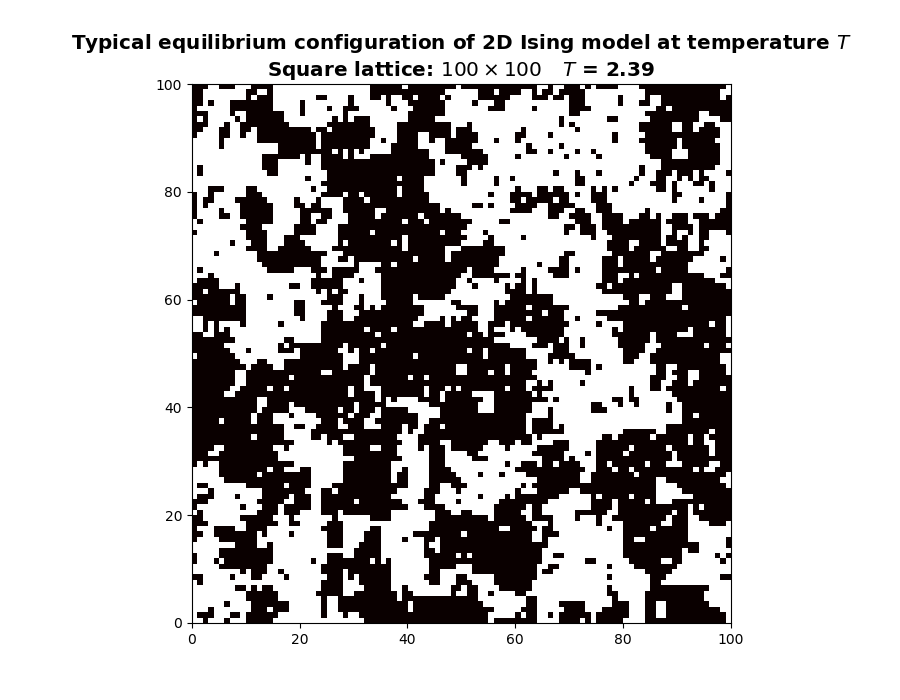 Typical equilibrium configuration of 2D Ising model at temperature T
Square lattice: 100 × 100 T = 2.39
100
80
60
40
20
0
0 20 40 60 80 100